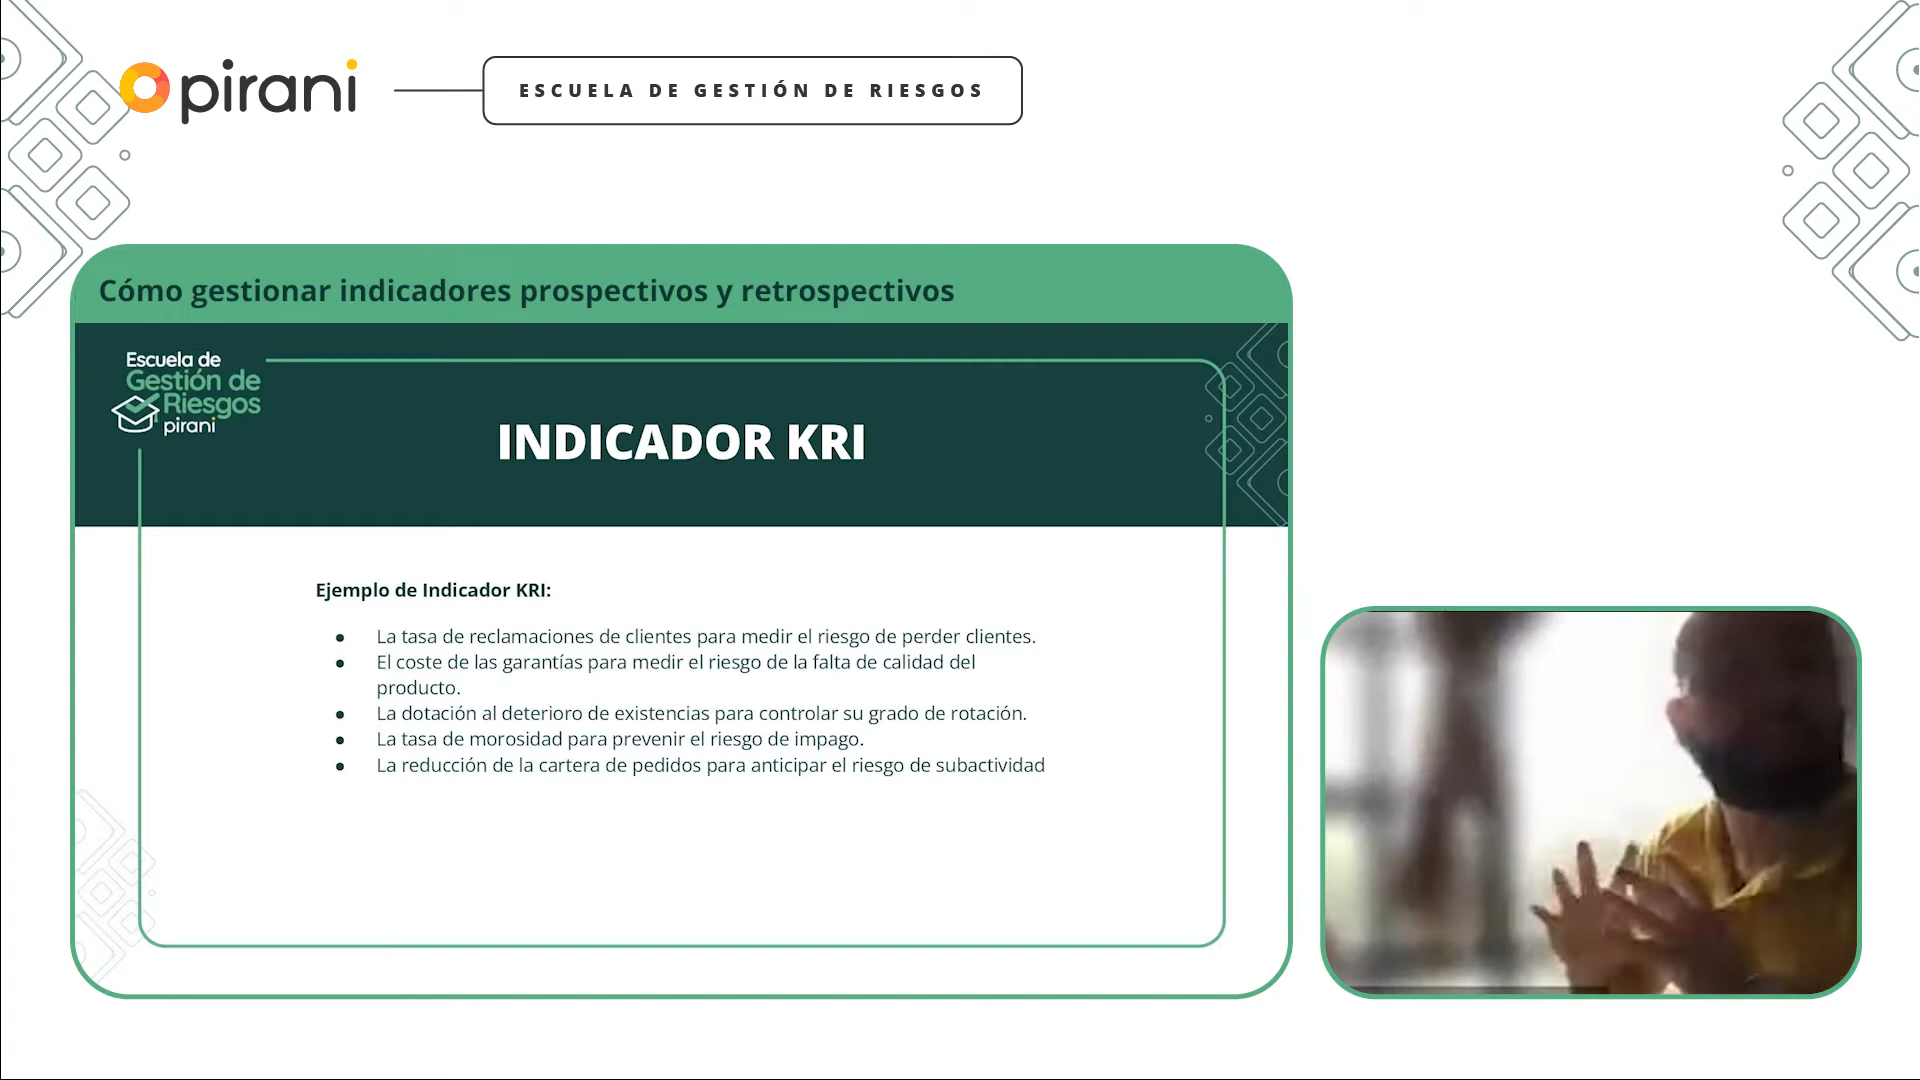 pirani
ESCUELA DE GESTIÓN DE RIESGOS
Cómo gestionar indicadores prospectivos y retrospectivos
Escuela de
Gestión de
Riesgos
pirani
INDICADOR KRI
Ejemplo de Indicador KRI:
● La tasa de reclamaciones de clientes para medir el riesgo de perder clientes.
● El coste de las garantías para medir el riesgo de la falta de calidad del
producto.
● La dotación al deterioro de existencias para controlar su grado de rotación.
● La tasa de morosidad para prevenir el riesgo de impago.
● La reducción de la cartera de pedidos para anticipar el riesgo de subactividad